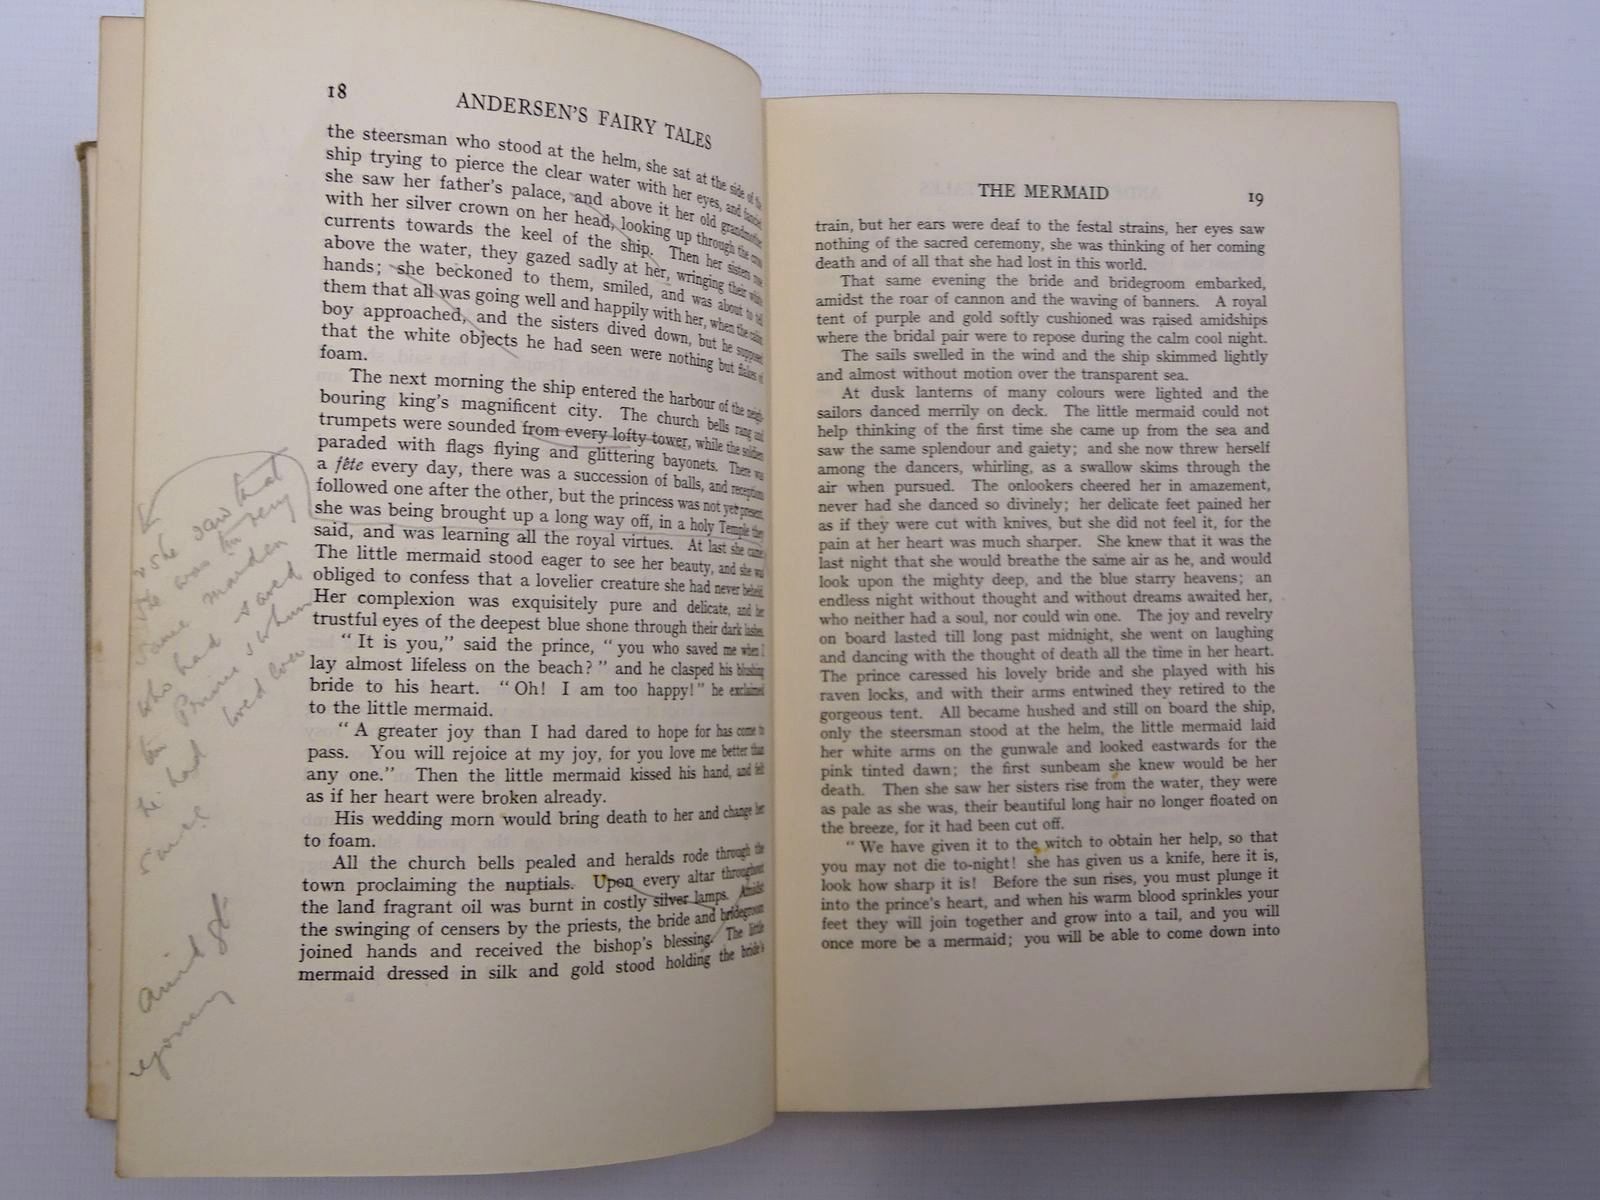 18
ANDERSEN'S FAIRY TALES
the steersman who stood at the helm, she sat at the side of the
ship trying to pierce the clear water with her eyes, and fancied
she saw her father's palace, and above it her old grandmother
with her silver crown on her head, looking up through the cross
currents towards the keel of the ship. Then her sisters rose
above the water, they gazed sadly at her, wringing their white
hands; she beckoned to them, smiled, and was about to tell
them that all was going well and happily with her, when the cabin
boy approached, and the sisters dived down, but he supposed
that the white objects he had seen were nothing but flakes of
foam.
The next morning the ship entered the harbour of the neigh-
bouring king's magnificent city. The church bells rang and
trumpets were sounded from every lofty tower, while the soldiers
paraded with flags flying and glittering bayonets. There was
a fête every day, there was a succession of balls, and receptions
followed one after the other, but the princess was not yet present,
she was being brought up a long way off, in a holy Temple they
said, and was learning all the royal virtues. At last she came.
The little mermaid stood eager to see her beauty, and she was
obliged to confess that a lovelier creature she had never beheld.
Her complexion was exquisitely pure and delicate, and her
trustful eyes of the deepest blue shone through their dark lashes.
"It is you," said the prince, "you who saved me when I
lay almost lifeless on the beach?" and he clasped his blushing
bride to his heart. "Oh! I am too happy!" he exclaimed
to the little mermaid.
"A greater joy than I had dared to hope for has come to
pass. You will rejoice at my joy, for you love me better than
any one." Then the little mermaid kissed his hand, and felt
as if her heart were broken already.
His wedding morn would bring death to her and change her
to foam.
All the church bells pealed and heralds rode through the
town proclaiming the nuptials. Upon every altar throughout
the land fragrant oil was burnt in costly silver lamps. Amidst
the swinging of censers by the priests, the bride and bridegroom
joined hands and received the bishop's blessing. The little
mermaid dressed in silk and gold stood holding the bride's
she saw that
she was the very
same maiden
who had saved
the Prince & whom
he had loved ever
since
amidst
THE MERMAID
19
train, but her ears were deaf to the festal strains, her eyes saw
nothing of the sacred ceremony, she was thinking of her coming
death and of all that she had lost in this world.
That same evening the bride and bridegroom embarked,
amidst the roar of cannon and the waving of banners. A royal
tent of purple and gold softly cushioned was raised amidships
where the bridal pair were to repose during the calm cool night.
The sails swelled in the wind and the ship skimmed lightly
and almost without motion over the transparent sea.
At dusk lanterns of many colours were lighted and the
sailors danced merrily on deck. The little mermaid could not
help thinking of the first time she came up from the sea and
saw the same splendour and gaiety; and she now threw herself
among the dancers, whirling, as a swallow skims through the
air when pursued. The onlookers cheered her in amazement,
never had she danced so divinely; her delicate feet pained her
as if they were cut with knives, but she did not feel it, for the
pain at her heart was much sharper. She knew that it was the
last night that she would breathe the same air as he, and would
look upon the mighty deep, and the blue starry heavens; an
endless night without thought and without dreams awaited her,
who neither had a soul, nor could win one. The joy and revelry
on board lasted till long past midnight, she went on laughing
and dancing with the thought of death all the time in her heart.
The prince caressed his lovely bride and she played with his
raven locks, and with their arms entwined they retired to the
gorgeous tent. All became hushed and still on board the ship,
only the steersman stood at the helm, the little mermaid laid
her white arms on the gunwale and looked eastwards for the
pink tinted dawn; the first sunbeam she knew would be her
death. Then she saw her sisters rise from the water, they were
as pale as she was, their beautiful long hair no longer floated on
the breeze, for it had been cut off.
"We have given it to the witch to obtain her help, so that
you may not die to-night! she has given us a knife, here it is,
look how sharp it is! Before the sun rises, you must plunge it
into the prince's heart, and when his warm blood sprinkles your
feet they will join together and grow into a tail, and you will
once more be a mermaid; you will be able to come down into